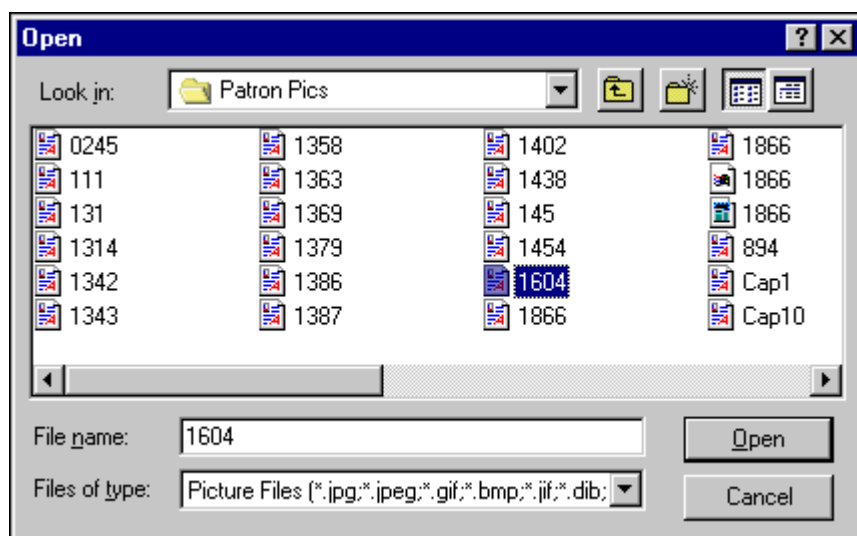 Open
Look in: Patron Pics
0245 1358 1402 1866
111 1363 1438 1866
131 1369 145 1866
1314 1379 1454 894
1342 1386 1604 Cap1
1343 1387 1866 Cap10
File name: 1604 Open
Files of type: Picture Files (*.jpg;*.jpeg;*.gif;*.bmp;*.jif;*.dib; Cancel